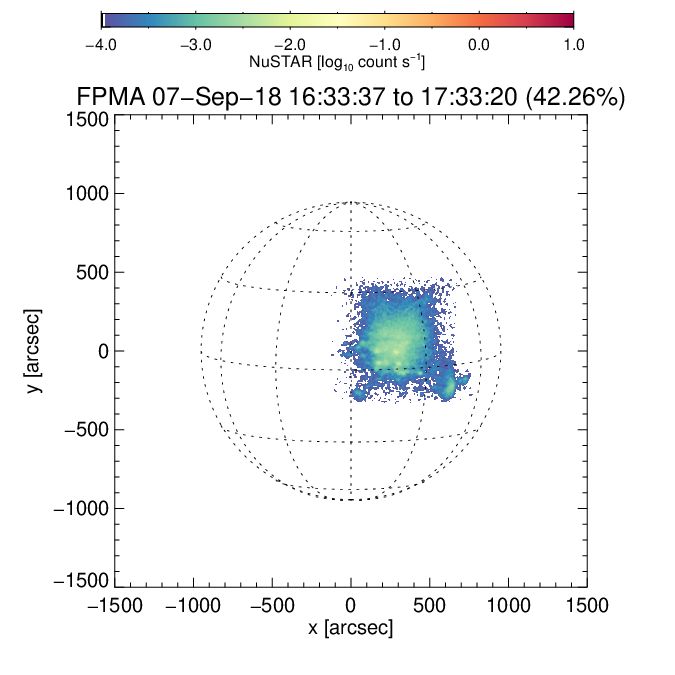 −4.0 −3.0 −2.0 −1.0 0.0 1.0
NuSTAR [log₁₀ count s⁻¹]
FPMA 07−Sep−18 16:33:37 to 17:33:20 (42.26%)
1500
1000
500
0
−500
−1000
−1500
y [arcsec]
−1500 −1000 −500 0 500 1000 1500
x [arcsec]